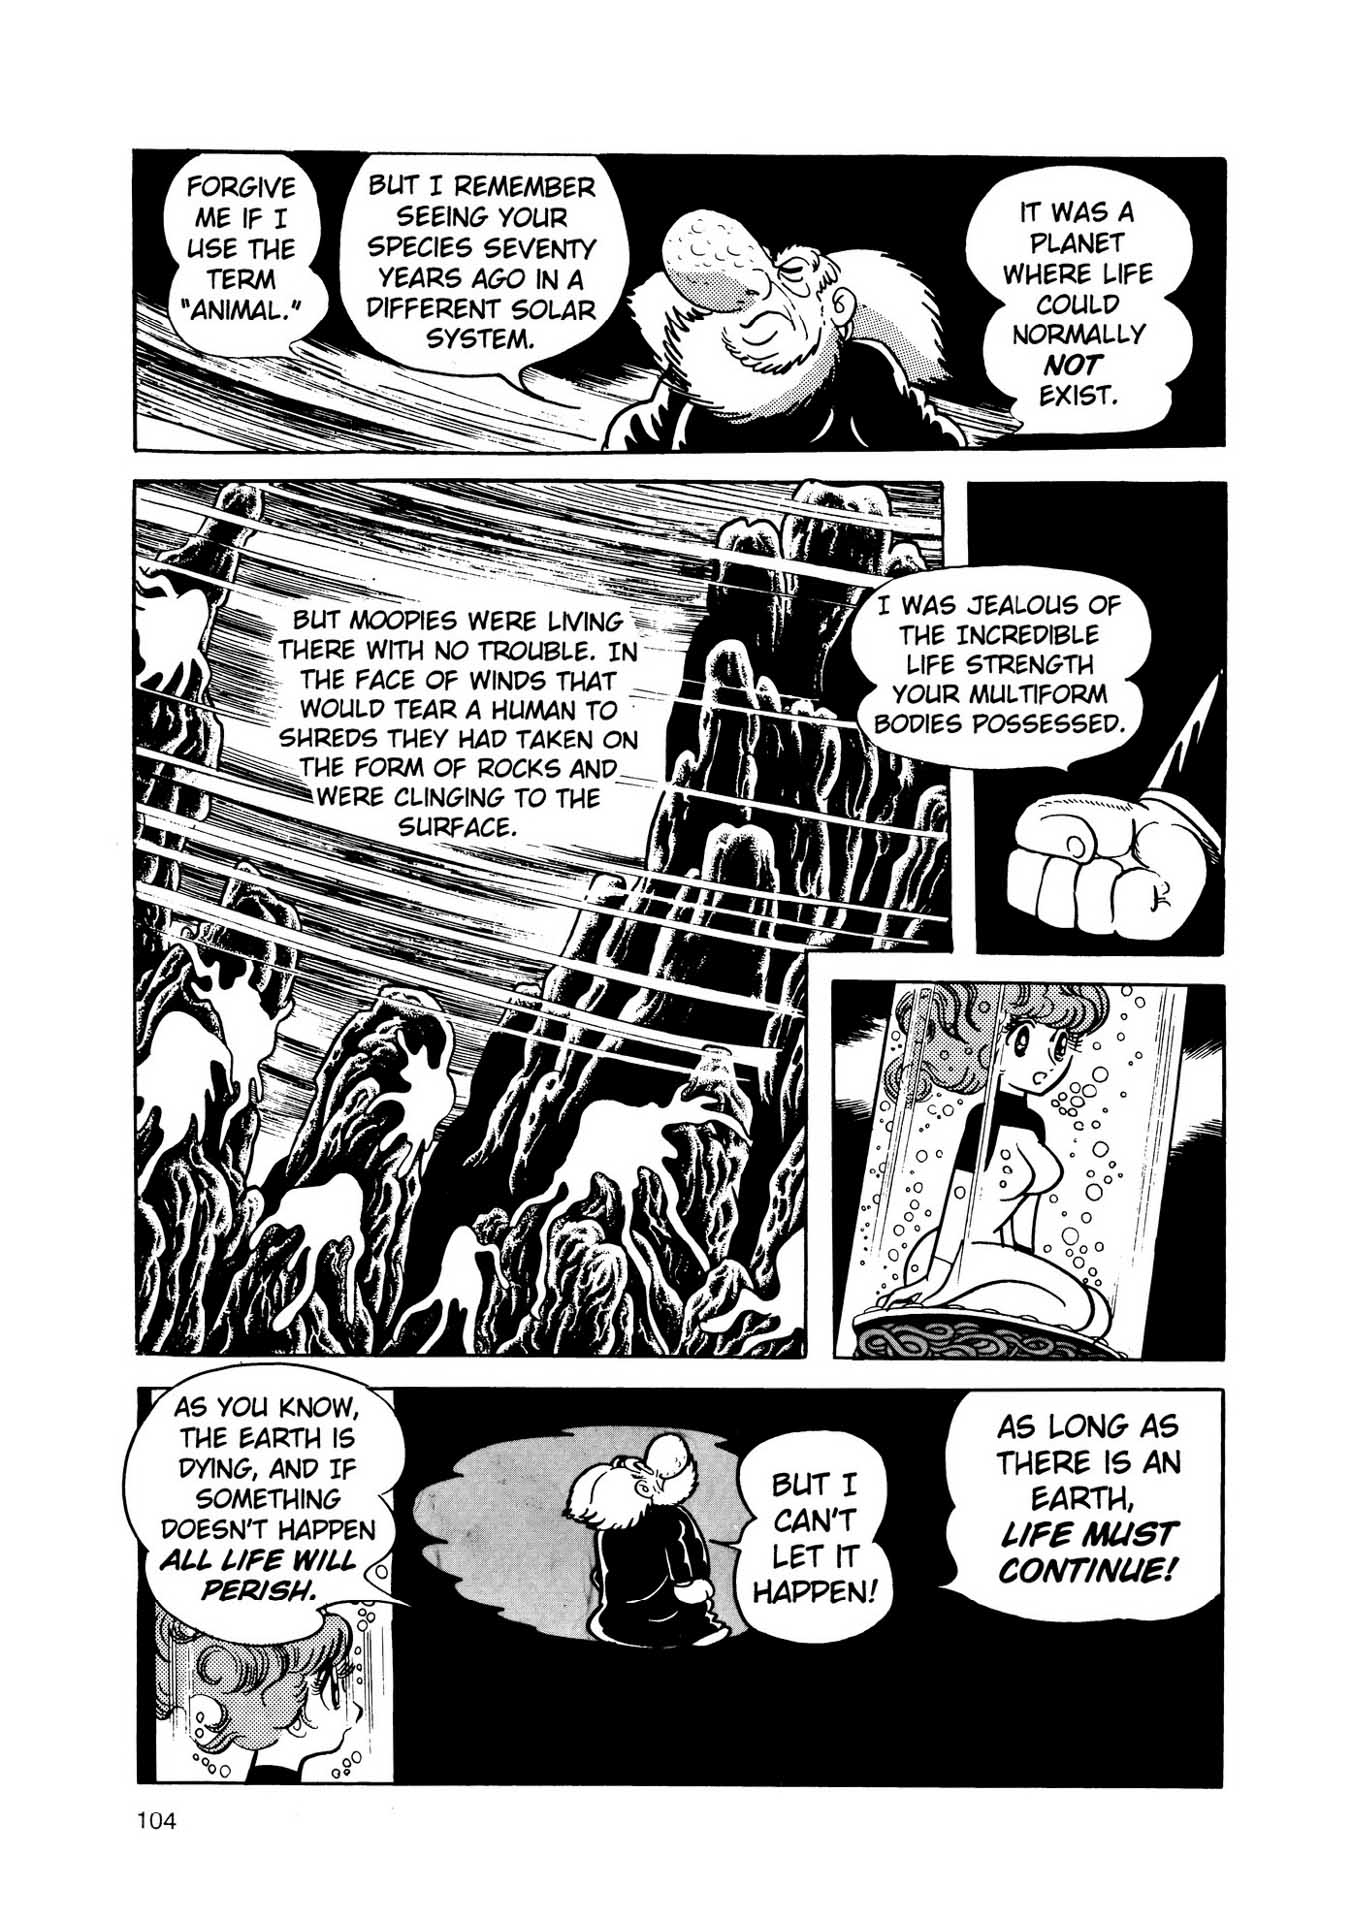 FORGIVE
ME IF I
USE THE
TERM
"ANIMAL."
BUT I REMEMBER
SEEING YOUR
SPECIES SEVENTY
YEARS AGO IN A
DIFFERENT SOLAR
SYSTEM.
IT WAS A
PLANET
WHERE LIFE
COULD
NORMALLY
NOT
EXIST.
BUT MOOPIES WERE LIVING
THERE WITH NO TROUBLE. IN
THE FACE OF WINDS THAT
WOULD TEAR A HUMAN TO
SHREDS THEY HAD TAKEN ON
THE FORM OF ROCKS AND
WERE CLINGING TO THE
SURFACE.
I WAS JEALOUS OF
THE INCREDIBLE
LIFE STRENGTH
YOUR MULTIFORM
BODIES POSSESSED.
AS YOU KNOW,
THE EARTH IS
DYING, AND IF
SOMETHING
DOESN'T HAPPEN
ALL LIFE WILL
PERISH.
BUT I
CAN'T
LET IT
HAPPEN!
AS LONG AS
THERE IS AN
EARTH,
LIFE MUST
CONTINUE!
104